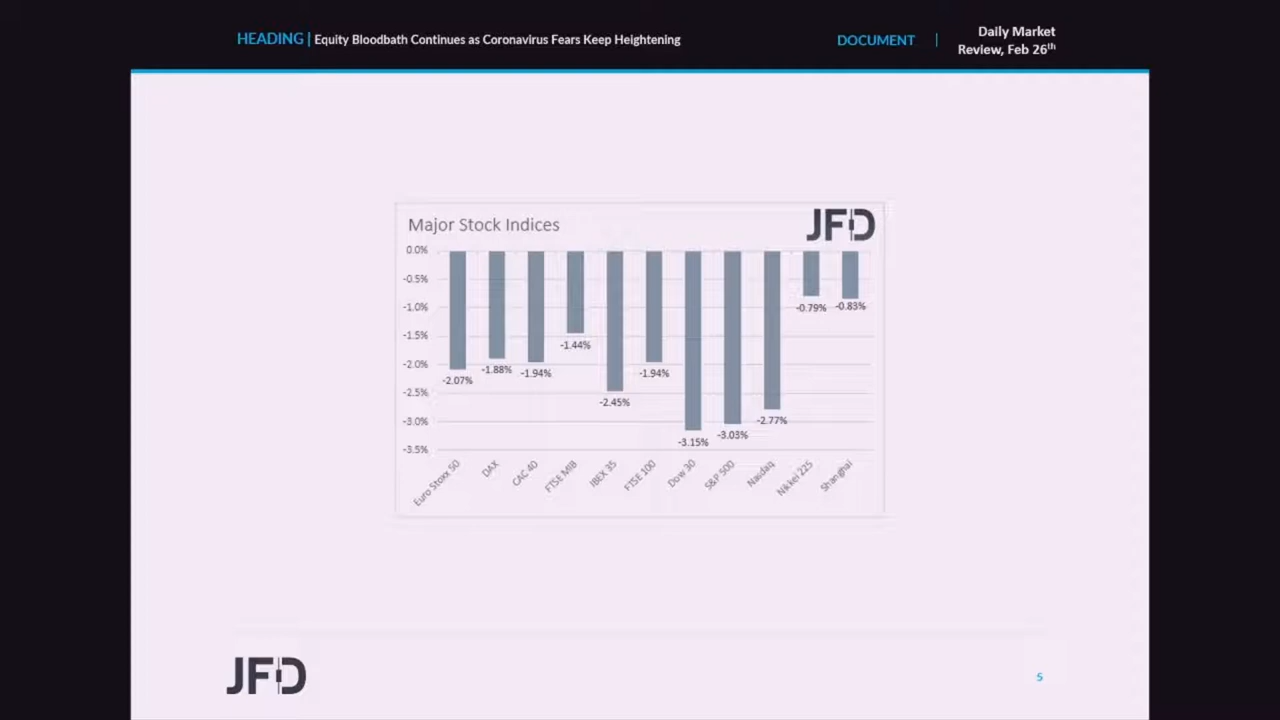 HEADING | Equity Bloodbath Continues as Coronavirus Fears Keep Heightening
DOCUMENT |
Daily Market
Review, Feb 26th
Major Stock Indices
JFD
0.0%
-0.5%
-1.0%
-1.5%
-2.0%
-2.5%
-3.0%
-3.5%
-2.07%
-1.88%
-1.94%
-1.44%
-2.45%
-1.94%
-3.15%
-3.03%
-2.77%
-0.79%
-0.83%
Euro Stoxx 50
DAX
CAC 40
FTSE MIB
IBEX 35
FTSE 100
Dow 30
S&P 500
Nasdaq
Nikkei 225
Shanghai
JFD
5